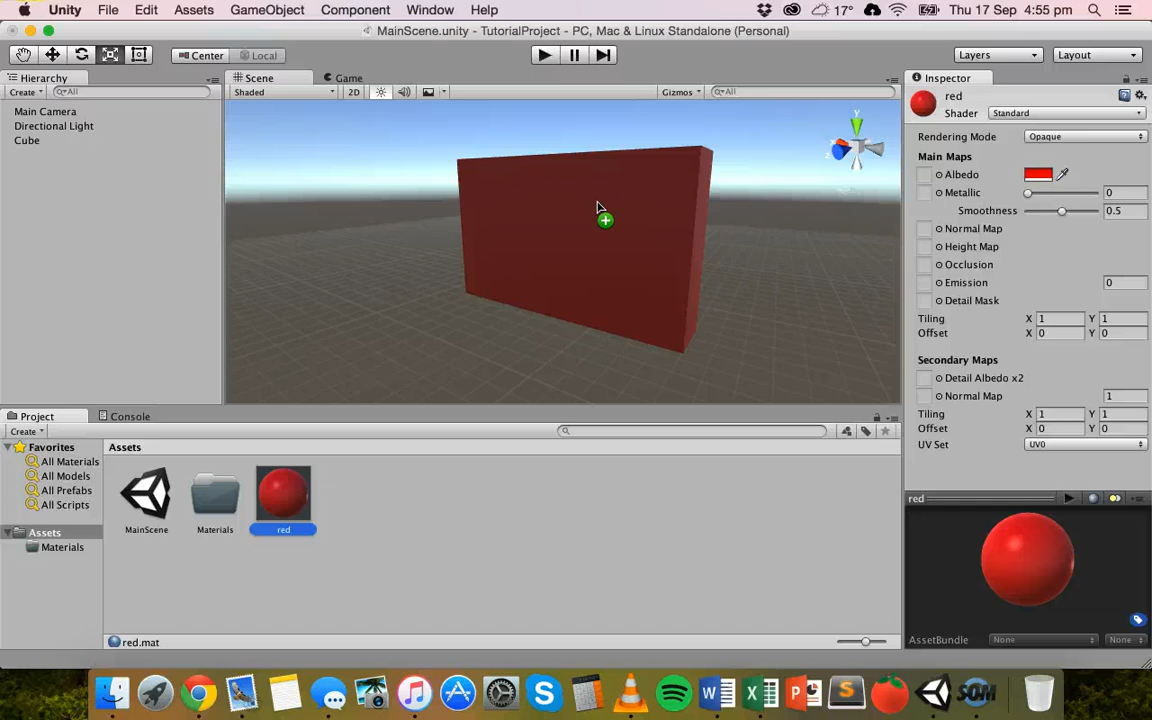 Unity File Edit Assets GameObject Component Window Help 17° Thu 17 Sep 4:55 pm
MainScene.unity - TutorialProject - PC, Mac & Linux Standalone (Personal)
Center Local Layers Layout
Hierarchy
Create All
Main Camera
Directional Light
Cube
Scene Game
Shaded 2D Gizmos All
y
Inspector
red
Shader Standard
Rendering Mode Opaque
Main Maps
Albedo
Metallic 0
Smoothness 0.5
Normal Map
Height Map
Occlusion
Emission 0
Detail Mask
Tiling X 1 Y 1
Offset X 0 Y 0
Secondary Maps
Detail Albedo x2
Normal Map 1
Tiling X 1 Y 1
Offset X 0 Y 0
UV Set UV0
Project Console
Create
Favorites
All Materials
All Models
All Prefabs
All Scripts
Assets
Materials
Assets
MainScene Materials red
red.mat
red
AssetBundle None None
SOM